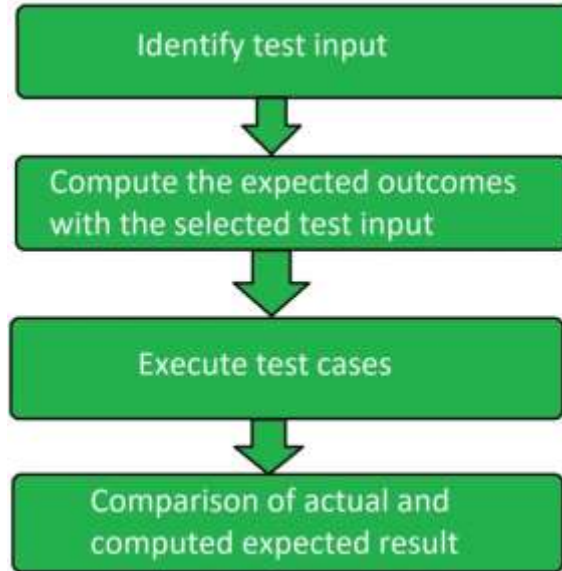 Identify test input
Compute the expected outcomes
with the selected test input
Execute test cases
Comparison of actual and
computed expected result